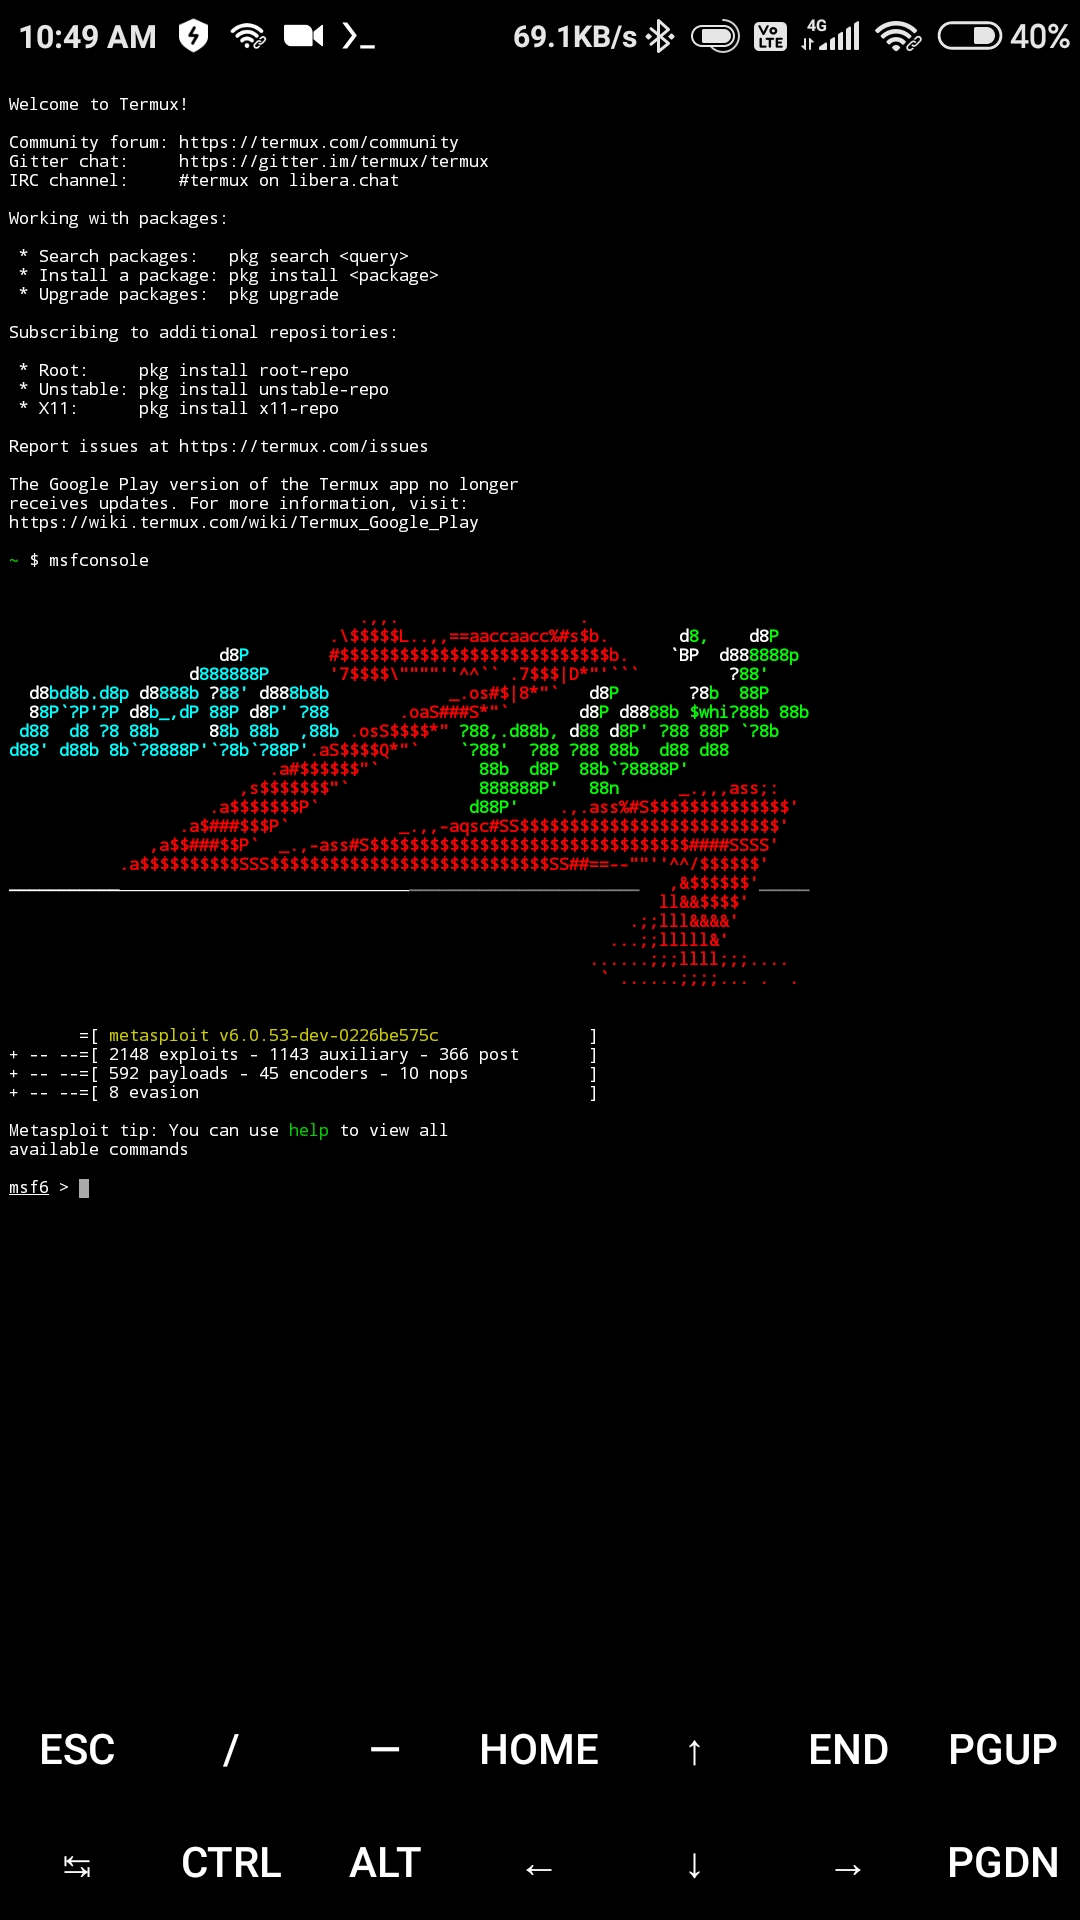 10:49 AM 69.1KB/s Vo LTE 4G 40%
Welcome to Termux!
Community forum: https://termux.com/community
Gitter chat:     https://gitter.im/termux/termux
IRC channel:     #termux on libera.chat
Working with packages:
 * Search packages:   pkg search <query>
 * Install a package: pkg install <package>
 * Upgrade packages:  pkg upgrade
Subscribing to additional repositories:
 * Root:     pkg install root-repo
 * Unstable: pkg install unstable-repo
 * X11:      pkg install x11-repo
Report issues at https://termux.com/issues
The Google Play version of the Termux app no longer
receives updates. For more information, visit:
https://wiki.termux.com/wiki/Termux_Google_Play
~ $ msfconsole
       =[ metasploit v6.0.53-dev-0226be575c               ]
+ -- --=[ 2148 exploits - 1143 auxiliary - 366 post       ]
+ -- --=[ 592 payloads - 45 encoders - 10 nops            ]
+ -- --=[ 8 evasion                                       ]
Metasploit tip: You can use help to view all
available commands
msf6 >
ESC / — HOME ↑ END PGUP
↹ CTRL ALT ← ↓ → PGDN